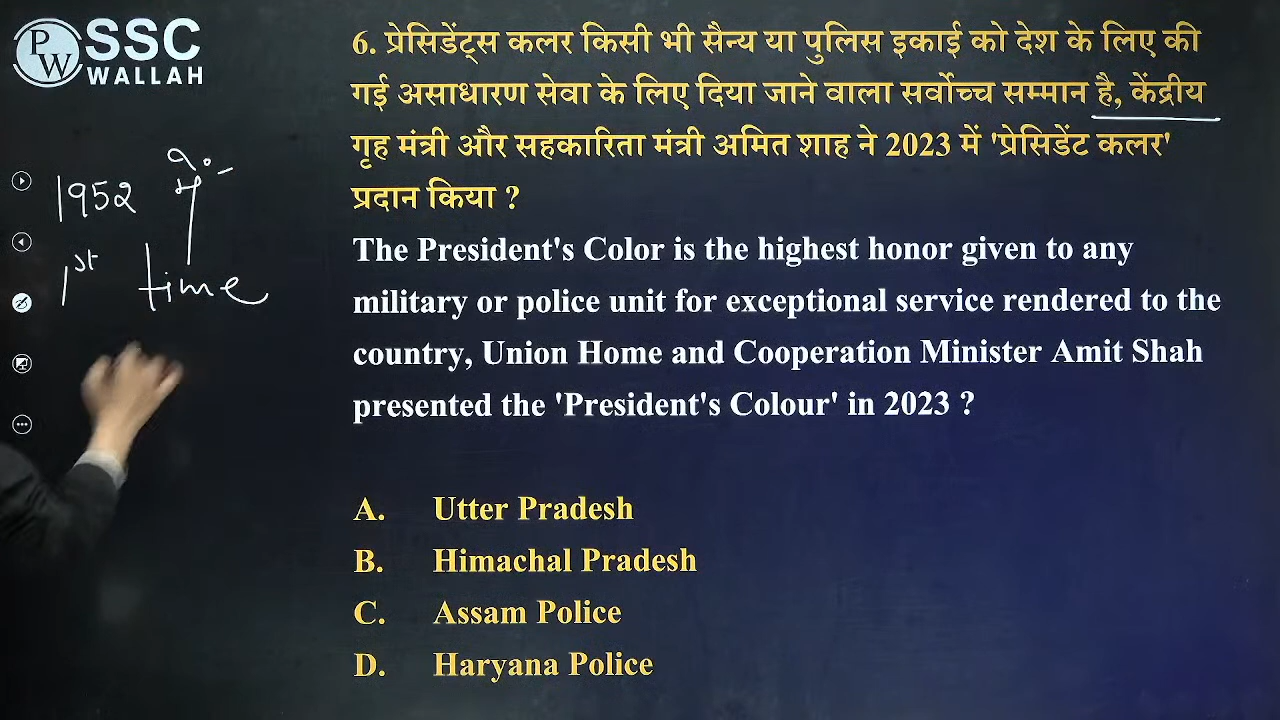 PW
SSC
WALLAH
6. प्रेसिडेंट्स कलर किसी भी सैन्य या पुलिस इकाई को देश के लिए की
गई असाधारण सेवा के लिए दिया जाने वाला सर्वोच्च सम्मान है, केंद्रीय
गृह मंत्री और सहकारिता मंत्री अमित शाह ने 2023 में 'प्रेसिडेंट कलर'
प्रदान किया ?
The President's Color is the highest honor given to any
military or police unit for exceptional service rendered to the
country, Union Home and Cooperation Minister Amit Shah
presented the 'President's Colour' in 2023 ?
A. Utter Pradesh
B. Himachal Pradesh
C. Assam Police
D. Haryana Police
1952 में:-
1st time